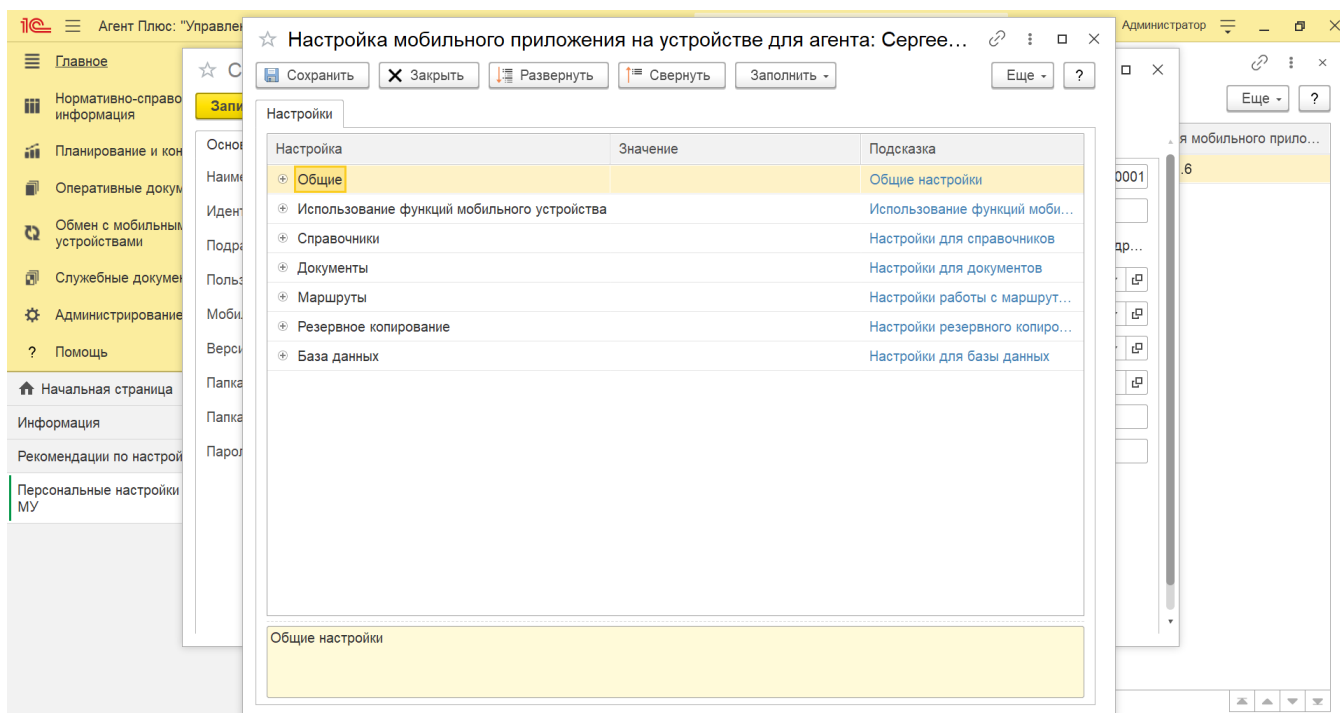 1С Агент Плюс: "Управле
Администратор
Главное
Нормативно-справо
информация
Планирование и кон
Оперативные докум
Обмен с мобильным
устройствами
Служебные докумен
Администрирование
? Помощь
Начальная страница
Информация
Рекомендации по настрой
Персональные настройки
МУ
С
Запи
Основ
Наиме
Идент
Подра
Польз
Моби
Верси
Папка
Папка
Парол
Настройка мобильного приложения на устройстве для агента: Сергее...
Сохранить Закрыть Развернуть Свернуть Заполнить Еще ?
Настройки
Настройка Значение Подсказка
Общие Общие настройки
Использование функций мобильного устройства Использование функций моби...
Справочники Настройки для справочников
Документы Настройки для документов
Маршруты Настройки работы с маршрут...
Резервное копирование Настройки резервного копиро...
База данных Настройки для базы данных
Общие настройки
0001
др...
Еще ?
я мобильного прило...
.6